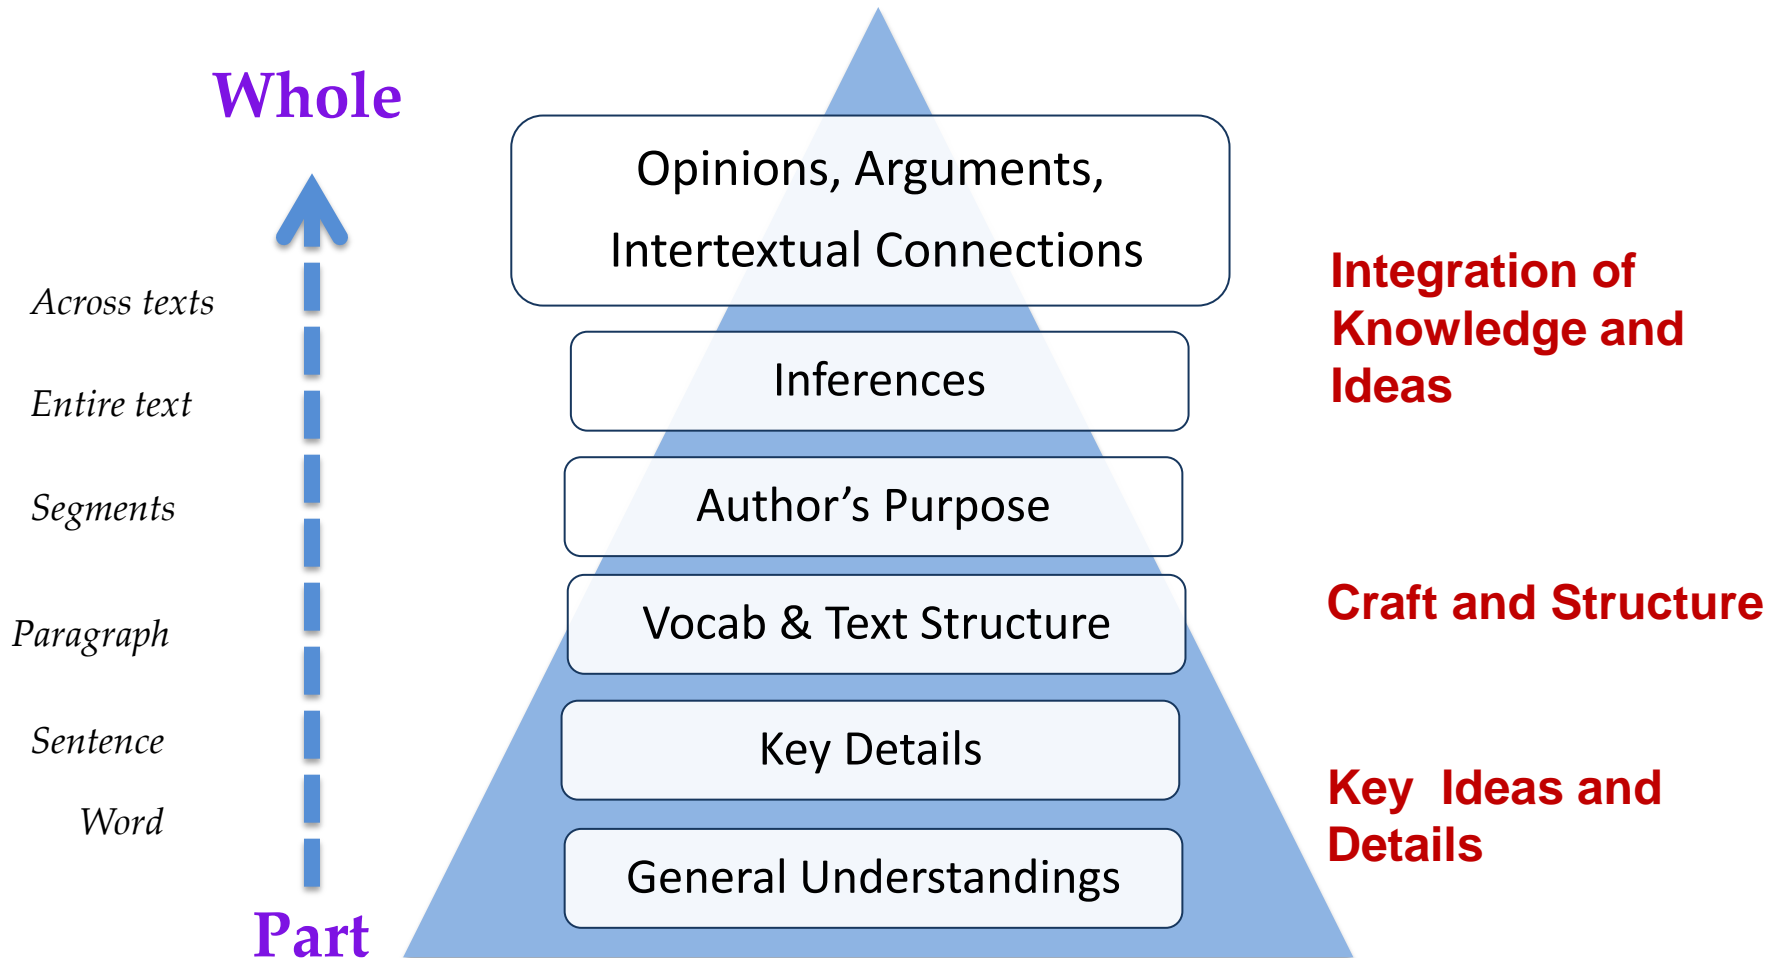 Whole
Across texts
Entire text
Segments
Paragraph
Sentence
Word
Part
Opinions, Arguments,
Intertextual Connections
Inferences
Author’s Purpose
Vocab & Text Structure
Key Details
General Understandings
Integration of
Knowledge and
Ideas
Craft and Structure
Key  Ideas and
Details